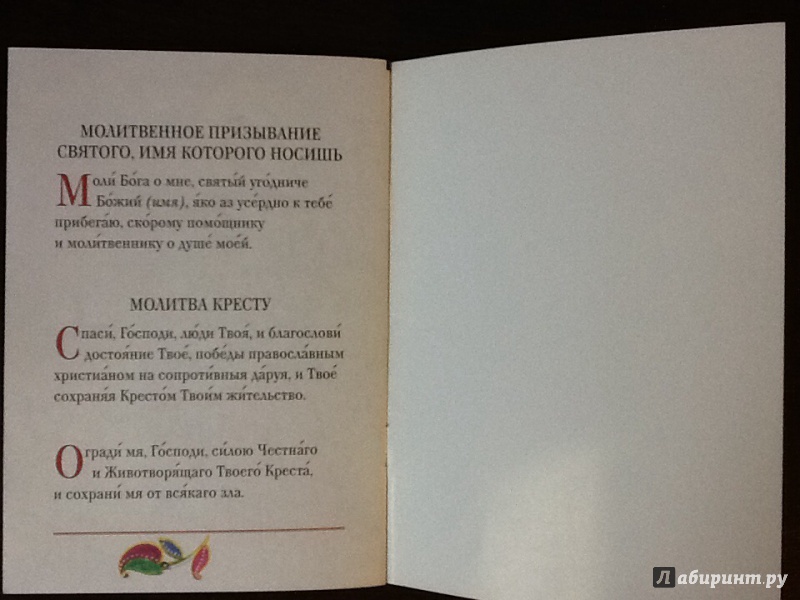 МОЛИТВЕННОЕ ПРИЗЫВАНИЕ
СВЯТОГО, ИМЯ КОТОРОГО НОСИШЬ
Моли́ Бо́га о мне, святы́й уго́дниче
Бо́жий (имя), я́ко аз усе́рдно к тебе́
прибега́ю, ско́рому помо́щнику
и моли́твеннику о душе́ мое́й.
МОЛИТВА КРЕСТУ
Спаси́, Го́споди, лю́ди Твоя́, и благослови́
достоя́ние Твое́, побе́ды правосла́вным
христиа́ном на сопроти́вныя да́руя, и Твое́
сохраня́я Кресто́м Твои́м жи́тельство.
Огради́ мя, Го́споди, си́лою Честна́го
и Животворя́щаго Твоего́ Креста́,
и сохрани́ мя от вся́каго зла.
Лабиринт.ру